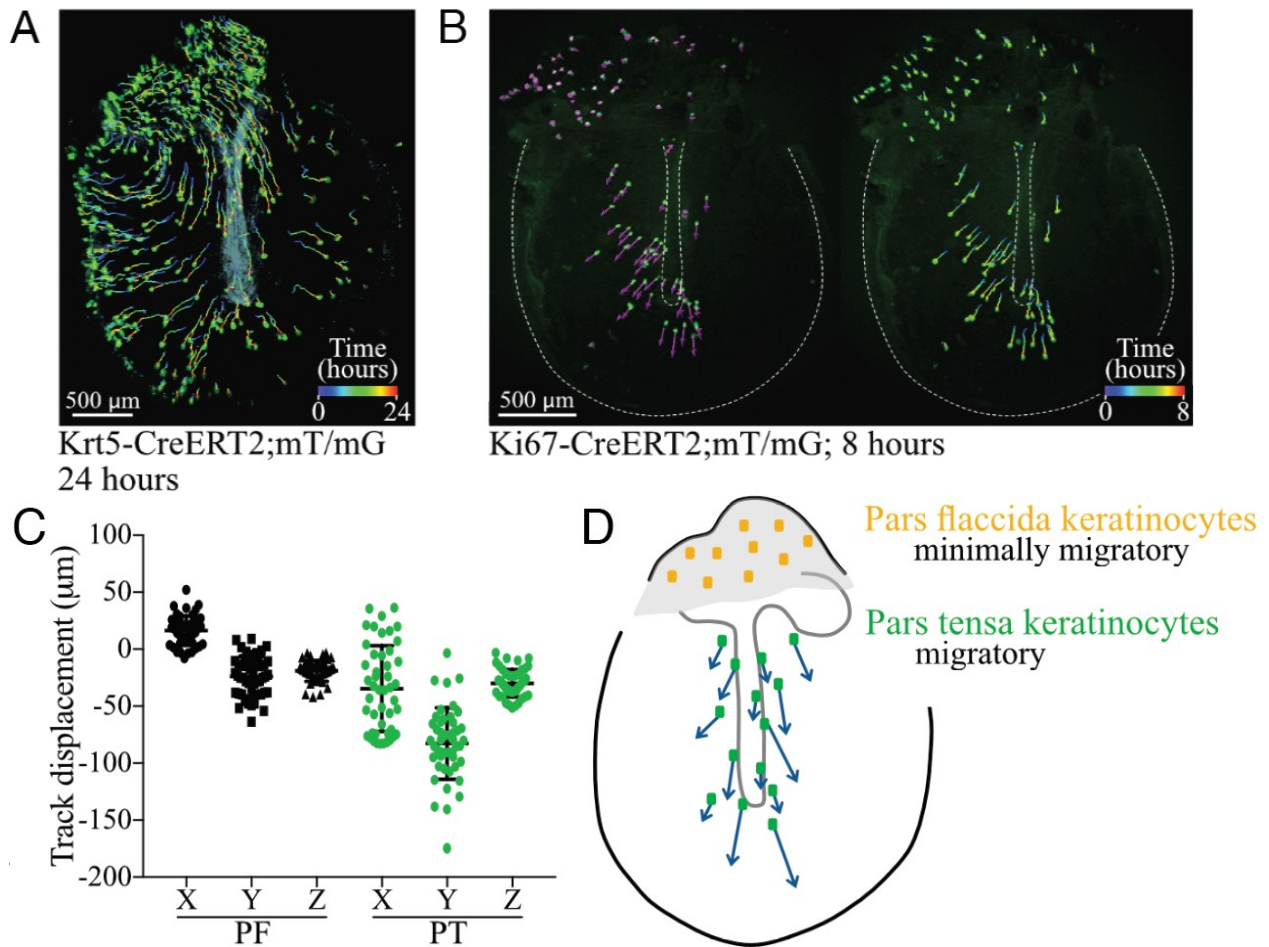 A
B
Time
(hours)
0 24
500 μm
Time
(hours)
0 8
500 μm
Krt5-CreERT2;mT/mG
24 hours
Ki67-CreERT2;mT/mG; 8 hours
C
Track displacement (μm)
100
50
0
-50
-100
-150
-200
X Y Z X Y Z
PF PT
D
Pars flaccida keratinocytes
minimally migratory
Pars tensa keratinocytes
migratory